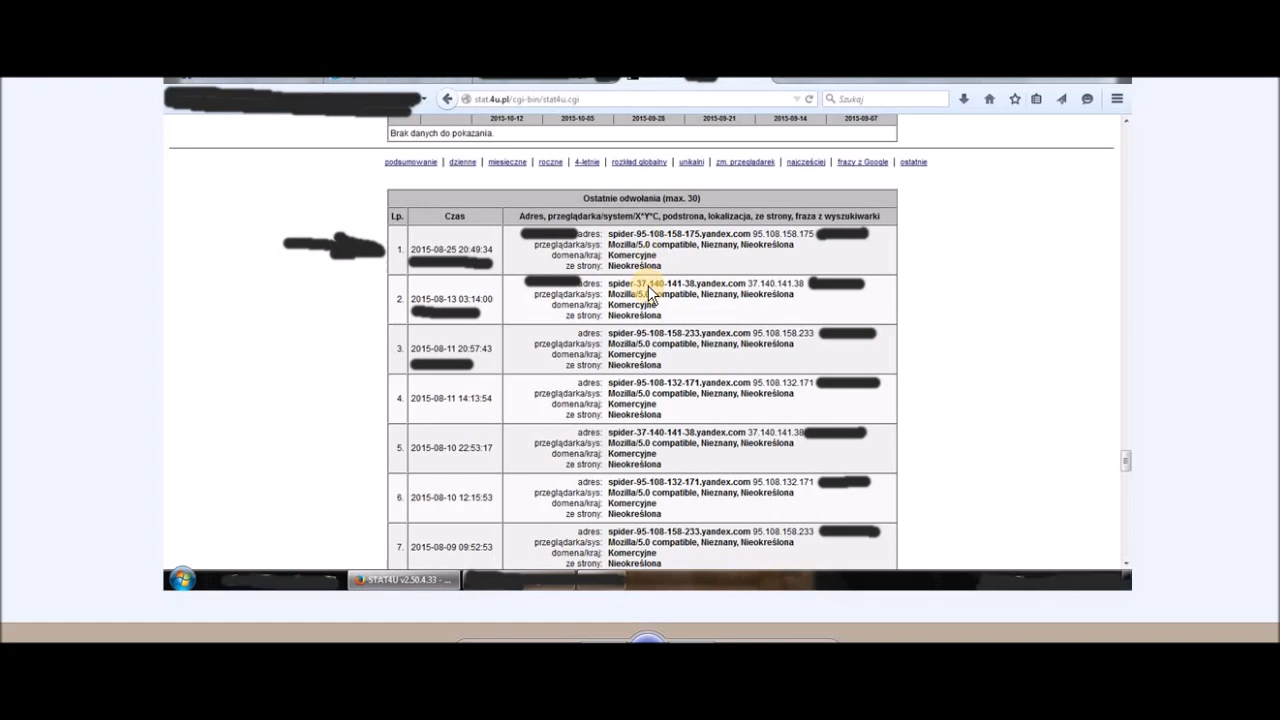 stat.4u.pl/cgi-bin/stat4u.cgi
Szukaj
2015-10-12 2015-10-05 2015-09-28 2015-09-21 2015-09-14 2015-09-07
Brak danych do pokazania.
podsumowanie | dzienne | miesieczne | roczne | 4-letnie | rozkład globalny | unikalni | zm. przeglądarek | najcześciej | frazy z Google | ostatnie
Ostatnie odwołania (max. 30)
Lp. Czas Adres, przeglądarka/system/X*Y*C, podstrona, lokalizacja, ze strony, fraza z wyszukiwarki
1. 2015-08-25 20:49:34
adres: spider-95-108-158-175.yandex.com 95.108.158.175
przeglądarka/sys: Mozilla/5.0 compatible, Nieznany, Nieokreślona
domena/kraj: Komercyjne
ze strony: Nieokreślona
2. 2015-08-13 03:14:00
adres: spider-37-140-141-38.yandex.com 37.140.141.38
przeglądarka/sys: Mozilla/5.0 compatible, Nieznany, Nieokreślona
domena/kraj: Komercyjne
ze strony: Nieokreślona
3. 2015-08-11 20:57:43
adres: spider-95-108-158-233.yandex.com 95.108.158.233
przeglądarka/sys: Mozilla/5.0 compatible, Nieznany, Nieokreślona
domena/kraj: Komercyjne
ze strony: Nieokreślona
4. 2015-08-11 14:13:54
adres: spider-95-108-132-171.yandex.com 95.108.132.171
przeglądarka/sys: Mozilla/5.0 compatible, Nieznany, Nieokreślona
domena/kraj: Komercyjne
ze strony: Nieokreślona
5. 2015-08-10 22:53:17
adres: spider-37-140-141-38.yandex.com 37.140.141.38
przeglądarka/sys: Mozilla/5.0 compatible, Nieznany, Nieokreślona
domena/kraj: Komercyjne
ze strony: Nieokreślona
6. 2015-08-10 12:15:53
adres: spider-95-108-132-171.yandex.com 95.108.132.171
przeglądarka/sys: Mozilla/5.0 compatible, Nieznany, Nieokreślona
domena/kraj: Komercyjne
ze strony: Nieokreślona
7. 2015-08-09 09:52:53
adres: spider-95-108-158-233.yandex.com 95.108.158.233
przeglądarka/sys: Mozilla/5.0 compatible, Nieznany, Nieokreślona
domena/kraj: Komercyjne
ze strony: Nieokreślona
STAT4U v2.50.4.33 - ...